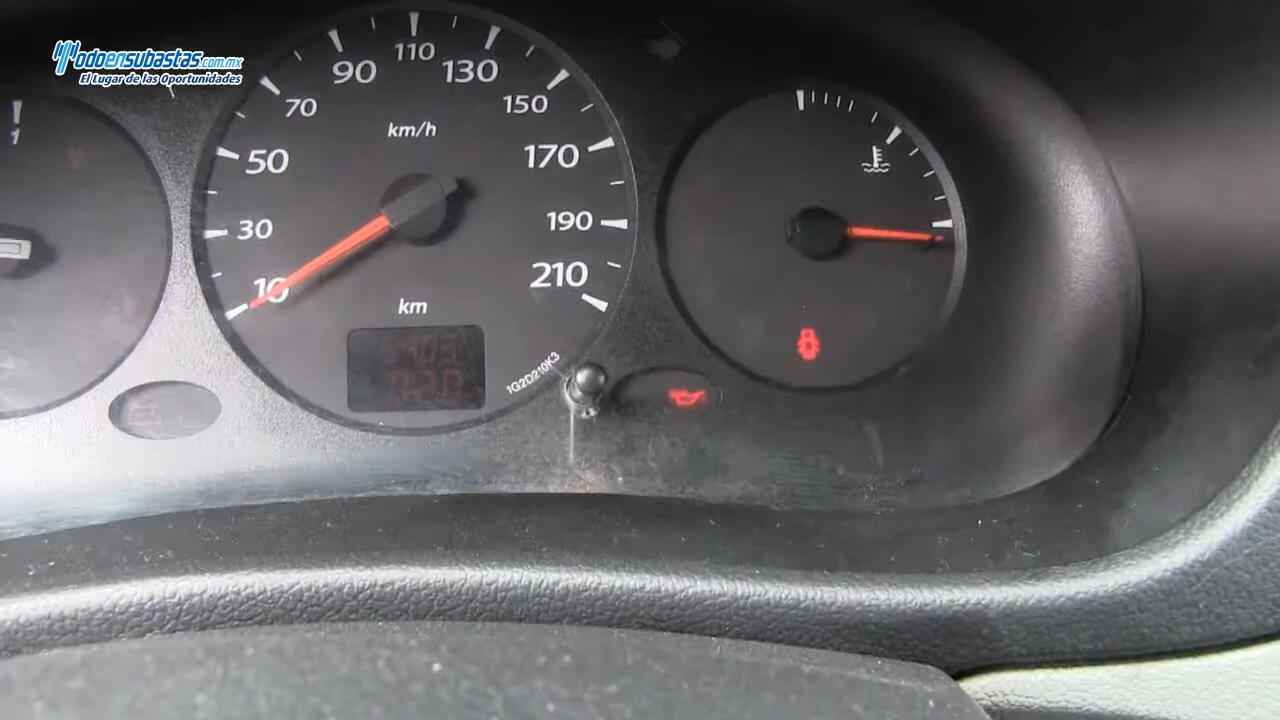 Todoensubastas.com.mx
El Lugar de las Oportunidades
1
10
30
50
70
90
110
130
150
170
190
210
km/h
km
1G2D210K3